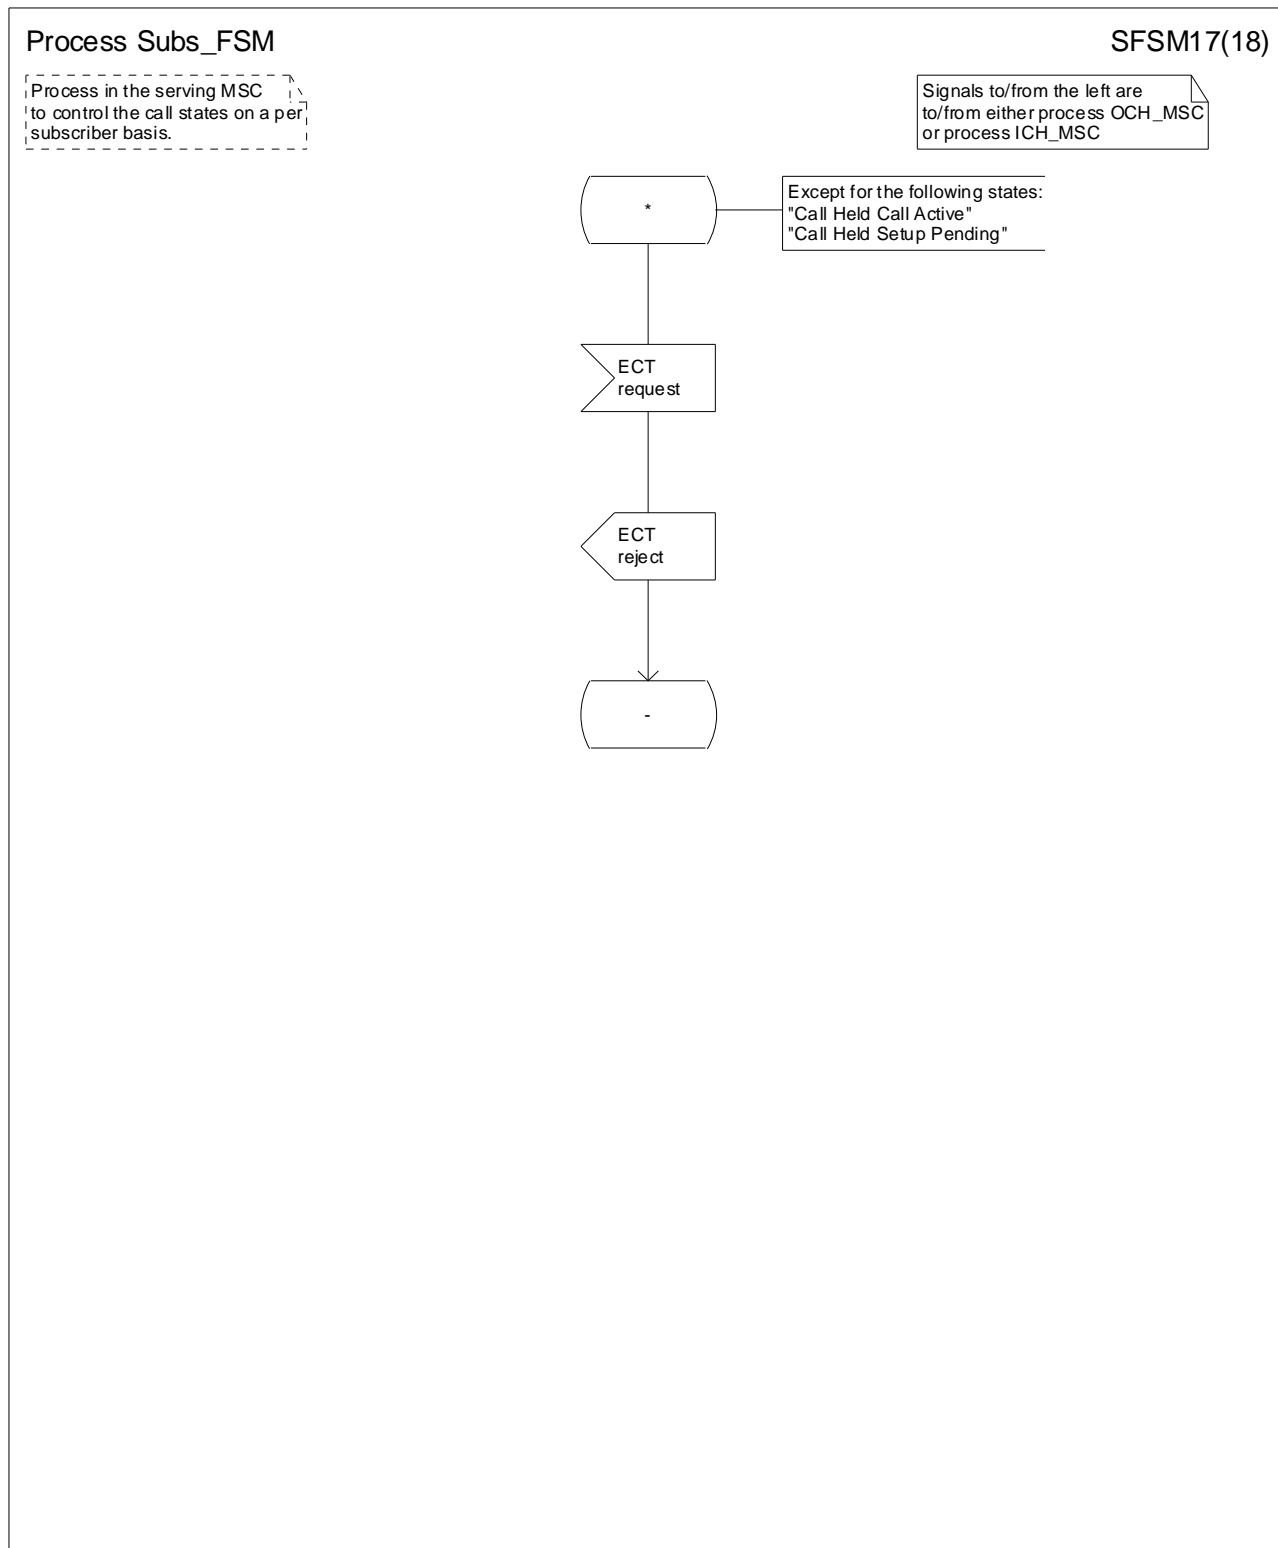 Process Subs_FSM
SFSM17(18)
Process in the serving MSC
to control the call states on a per
subscriber basis.
Signals to/from the left are
to/from either process OCH_MSC
or process ICH_MSC
*
Except for the following states:
"Call Held Call Active"
"Call Held Setup Pending"
ECT
request
ECT
reject
-